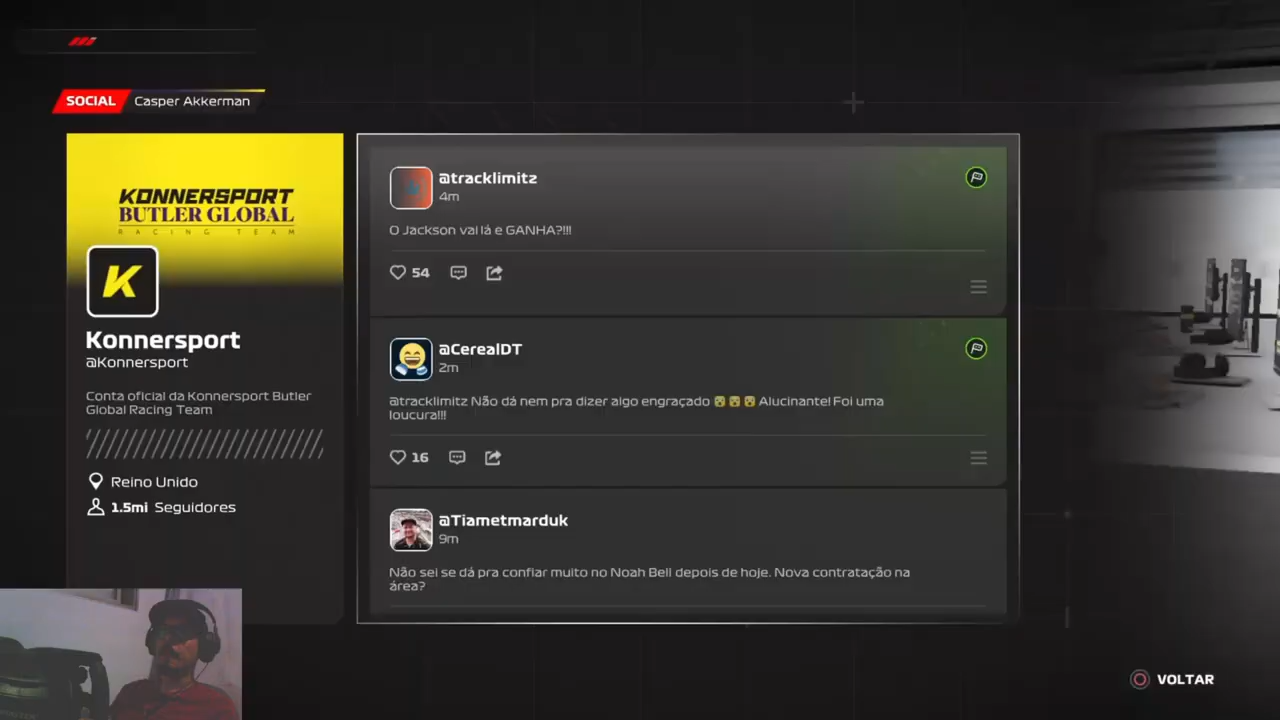 SOCIAL Casper Akkerman
KONNERSPORT
BUTLER GLOBAL
RACING TEAM
K
Konnersport
@Konnersport
Conta oficial da Konnersport Butler
Global Racing Team
Reino Unido
1.5mi Seguidores
@tracklimitz
4m
O Jackson vai lá e GANHA?!!!
54
@CerealDT
2m
@tracklimitz Não dá nem pra dizer algo engraçado 😮😮😮 Alucinante! Foi uma
loucura!!!
16
@Tiametmarduk
9m
Não sei se dá pra confiar muito no Noah Bell depois de hoje. Nova contratação na
área?
VOLTAR